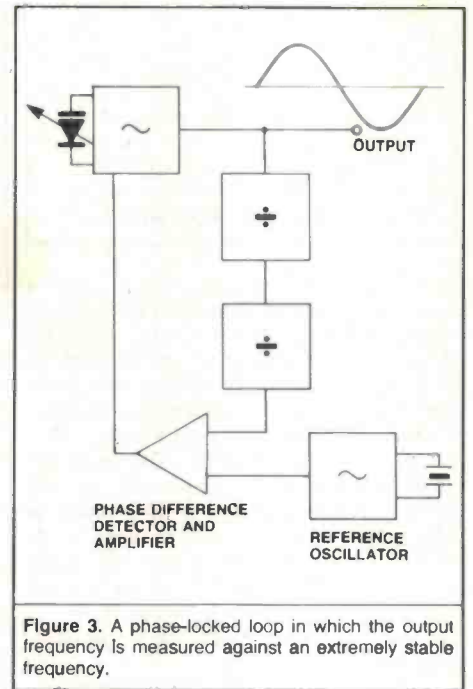 OUTPUT
PHASE DIFFERENCE
DETECTOR AND
AMPLIFIER
REFERENCE
OSCILLATOR
Figure 3. A phase-locked loop in which the output
frequency is measured against an extremely stable
frequency.